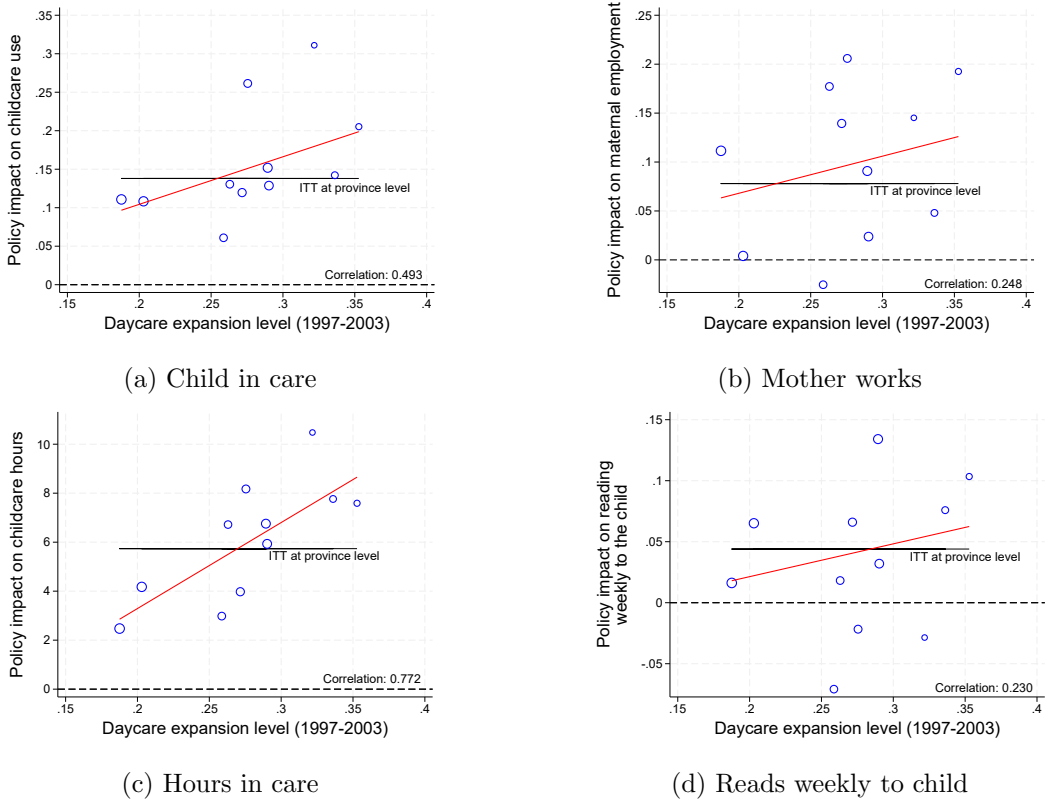 Policy impact on childcare use
.35
.3
.25
.2
.15
.1
.05
0
ITT at province level
Correlation: 0.493
.15 .2 .25 .3 .35 .4
Daycare expansion level (1997-2003)
(a) Child in care
Policy impact on maternal employment
.25
.2
.15
.1
.05
0
ITT at province level
Correlation: 0.248
.15 .2 .25 .3 .35 .4
Daycare expansion level (1997-2003)
(b) Mother works
Policy impact on childcare hours
10
8
6
4
2
0
ITT at province level
Correlation: 0.772
.15 .2 .25 .3 .35 .4
Daycare expansion level (1997-2003)
(c) Hours in care
Policy impact on reading
weekly to the child
.15
.1
.05
0
-.05
ITT at province level
Correlation: 0.230
.15 .2 .25 .3 .35 .4
Daycare expansion level (1997-2003)
(d) Reads weekly to child